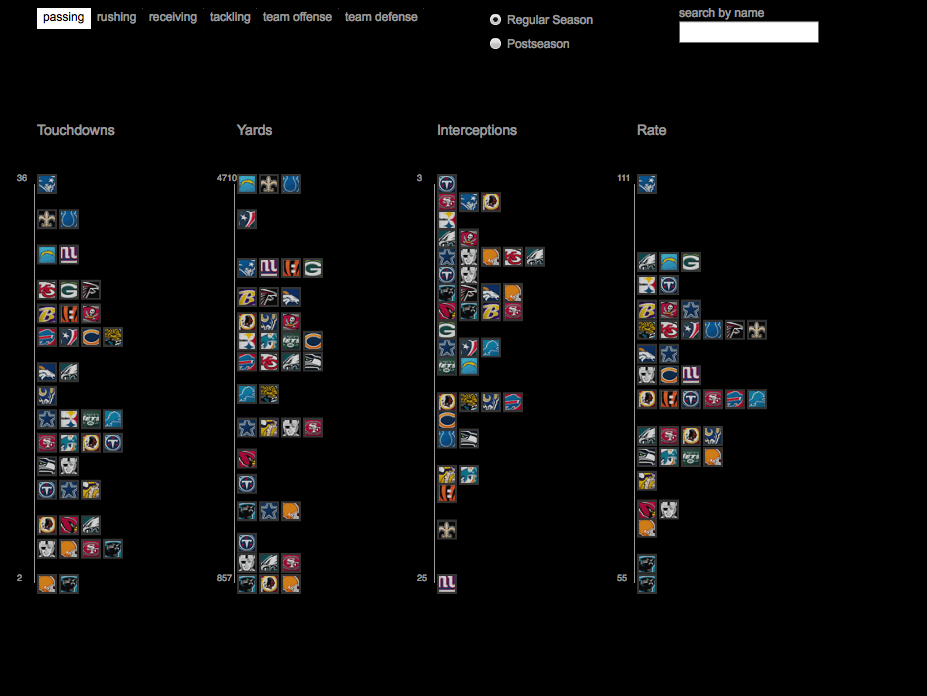 passing rushing receiving tackling team offense team defense
Regular Season
Postseason
search by name
Touchdowns Yards Interceptions Rate
36 4710 3 111
2 857 25 55